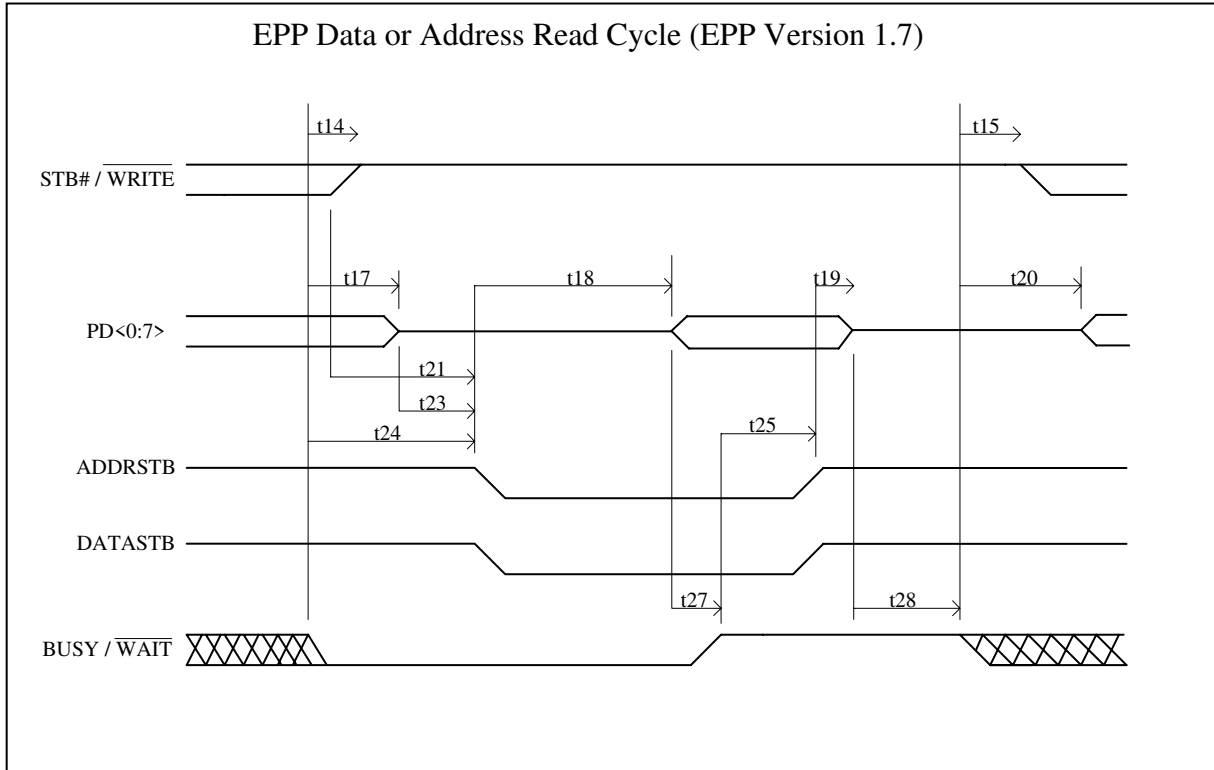 EPP Data or Address Read Cycle (EPP Version 1.7)
t14
t15
STB# / WRITE
t17
t18
t19
t20
PD<0:7>
t21
t23
t24
t25
ADDRSTB
DATASTB
t27
t28
BUSY / WAIT